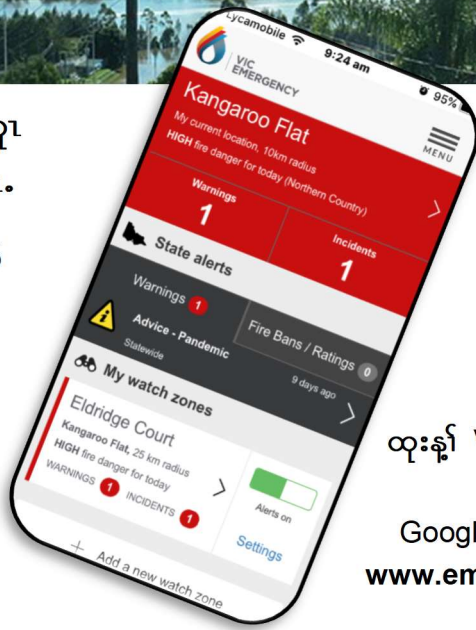 Lycamobile 9:24 am 95%
VIC
EMERGENCY
MENU
Kangaroo Flat
My current location, 10km radius
HIGH fire danger for today (Northern Country)
Warnings
1
Incidents
1
State alerts
Warnings 1
Fire Bans / Ratings 0
Advice - Pandemic
Statewide
9 days ago
My watch zones
Eldridge Court
Kangaroo Flat, 25 km radius
HIGH fire danger for today
WARNINGS 1 INCIDENTS 1
Alerts on
Settings
+ Add a new watch zone
Googl
www.em